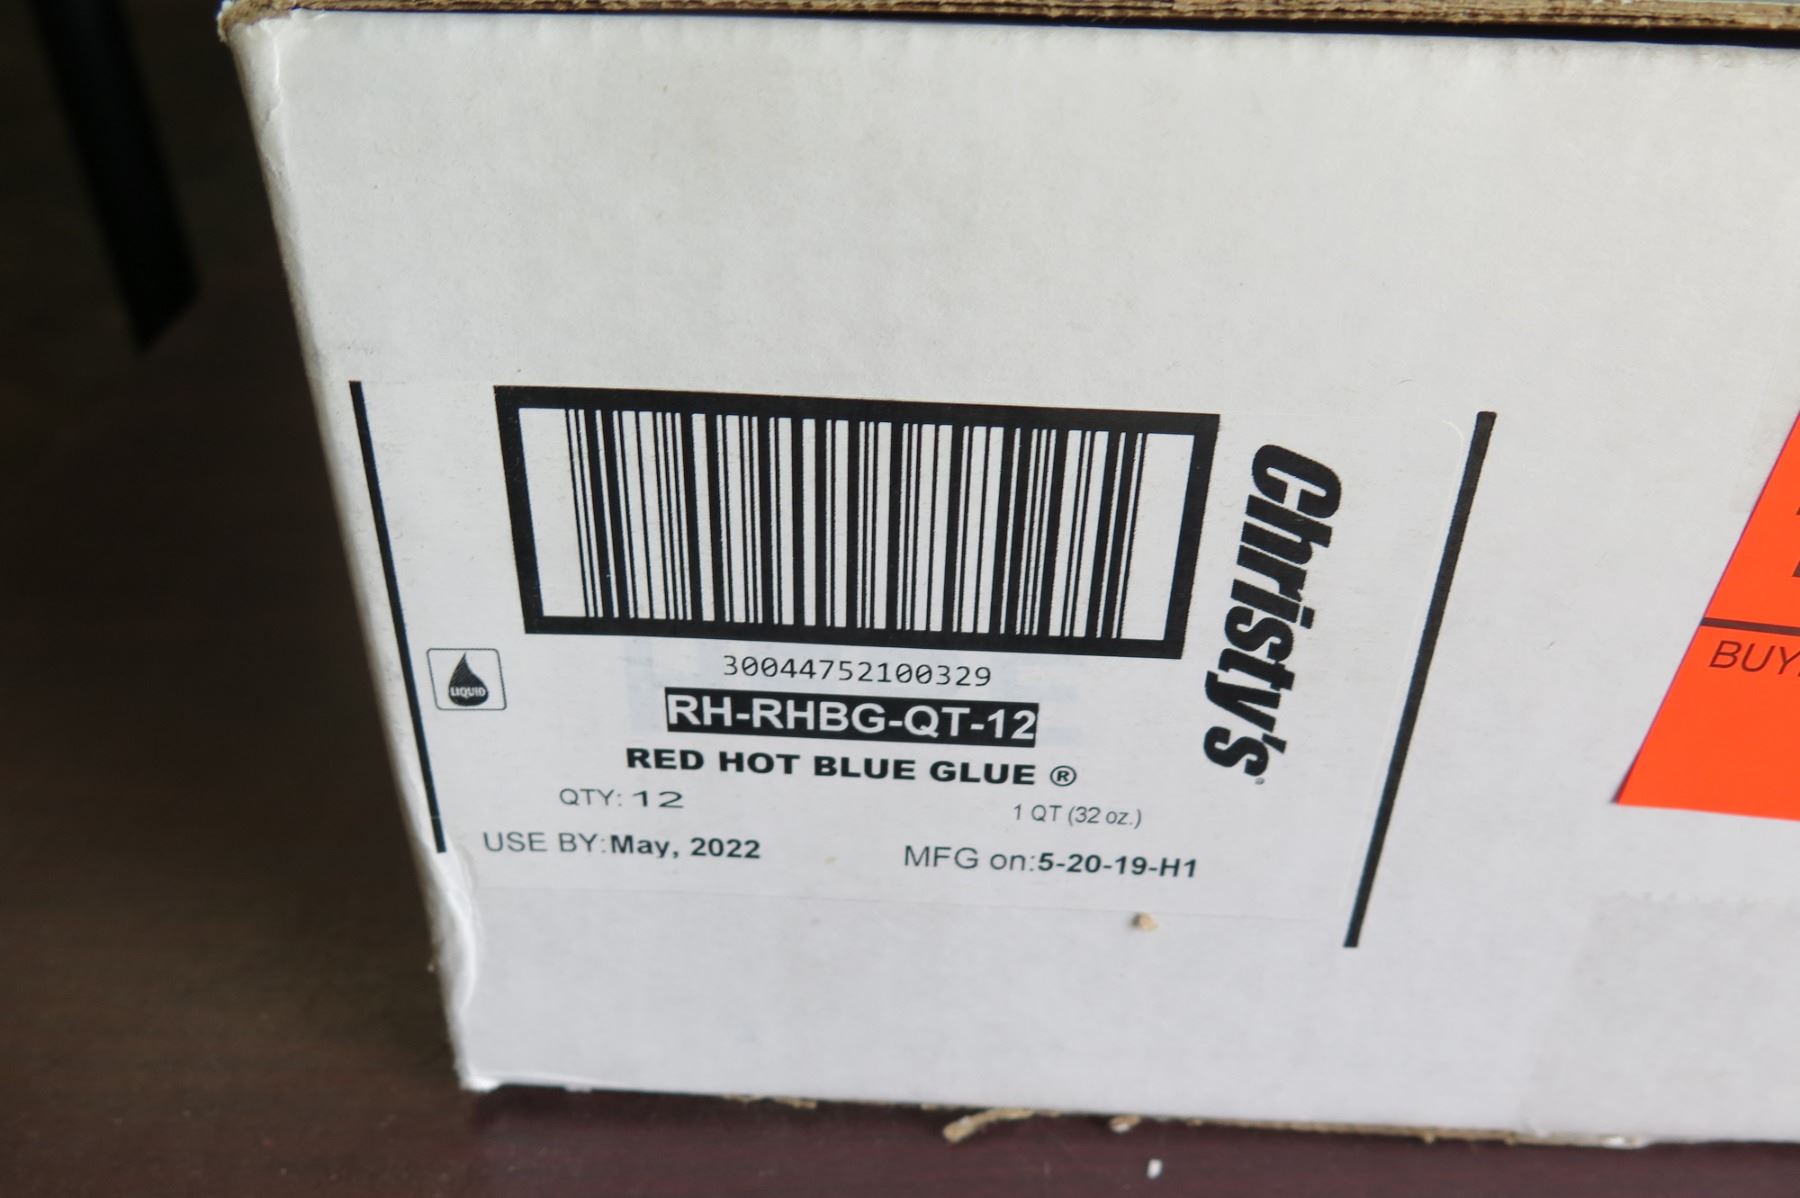 30044752100329
RH-RHBG-QT-12
RED HOT BLUE GLUE ®
QTY: 12
1 QT (32 oz.)
USE BY:May, 2022
MFG on:5-20-19-H1
LIQUID
Christy's